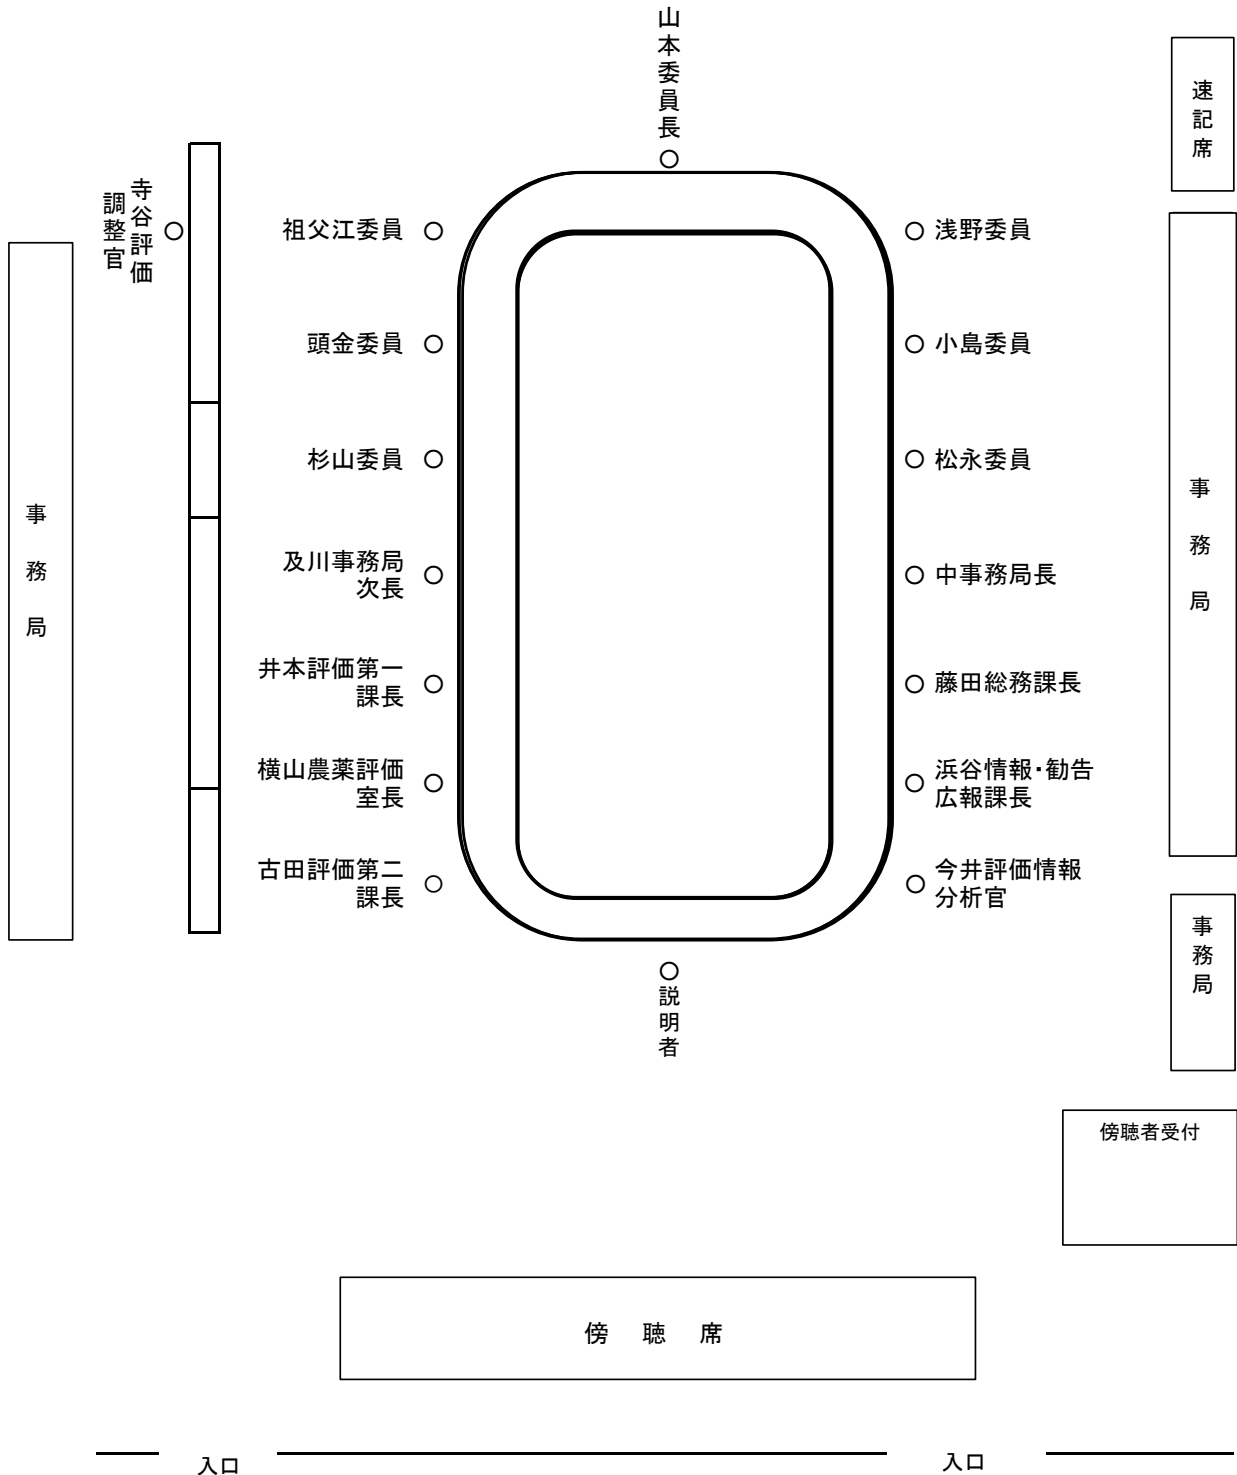 山本委員長
速記席
寺谷評価
調整官
祖父江委員
浅野委員
頭金委員
小島委員
杉山委員
松永委員
事務局
事務局
及川事務局
次長
中事務局長
井本評価第一
課長
藤田総務課長
横山農薬評価
室長
浜谷情報・勧告
広報課長
古田評価第二
課長
今井評価情報
分析官
事務局
説明者
傍聴者受付
傍聴席
入口
入口